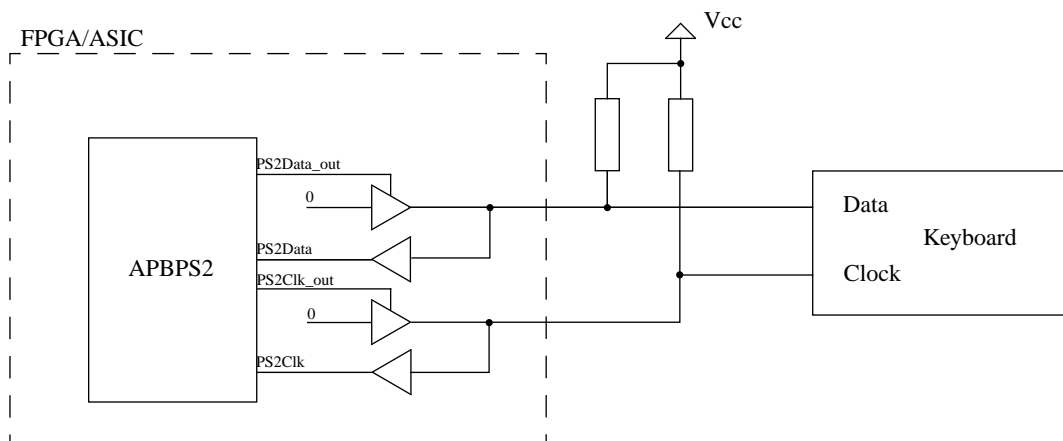 Vcc
FPGA/ASIC
PS2Data_out
0
Data
Keyboard
PS2Data
APBPS2
Clock
PS2Clk_out
0
PS2Clk